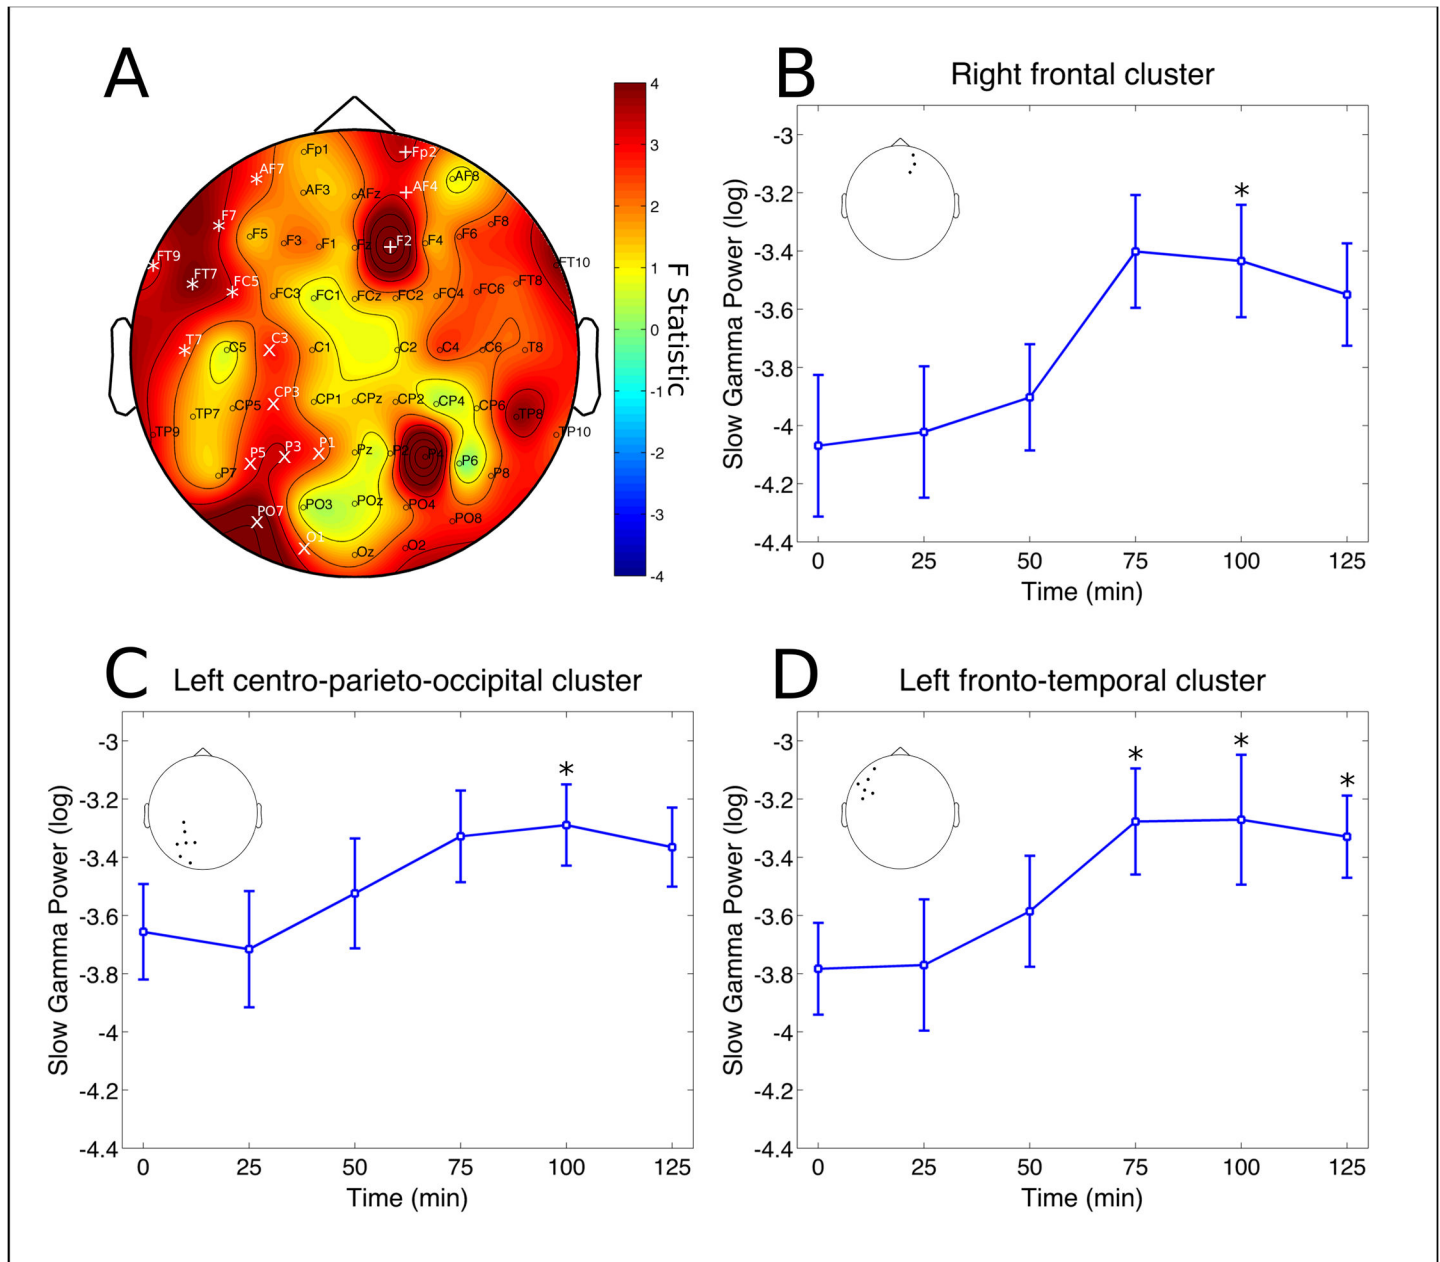 A
Fp1
Fp2
AF7
AF3
AFz
AF4
AF8
F7
F5
F3
F1
Fz
F2
F4
F6
F8
FT9
FT7
FC5
FC3
FC1
FCz
FC2
FC4
FC6
FT8
FT10
T7
C5
C3
C1
C2
C4
C6
T8
TP9
TP7
CP5
CP3
CP1
CPz
CP2
CP4
CP6
TP8
TP10
P7
P5
P3
P1
Pz
P2
P4
P6
P8
PO7
PO3
POz
PO4
PO8
O1
Oz
O2
4
3
2
1
0
-1
-2
-3
-4
F Statistic
B
Right frontal cluster
Slow Gamma Power (log)
-3
-3.2
*
-3.4
-3.6
-3.8
-4
-4.2
-4.4
0 25 50 75 100 125
Time (min)
C
Left centro-parieto-occipital cluster
Slow Gamma Power (log)
-3
*
-3.2
-3.4
-3.6
-3.8
-4
-4.2
-4.4
0 25 50 75 100 125
Time (min)
D
Left fronto-temporal cluster
Slow Gamma Power (log)
-3
* * *
-3.2
-3.4
-3.6
-3.8
-4
-4.2
-4.4
0 25 50 75 100 125
Time (min)